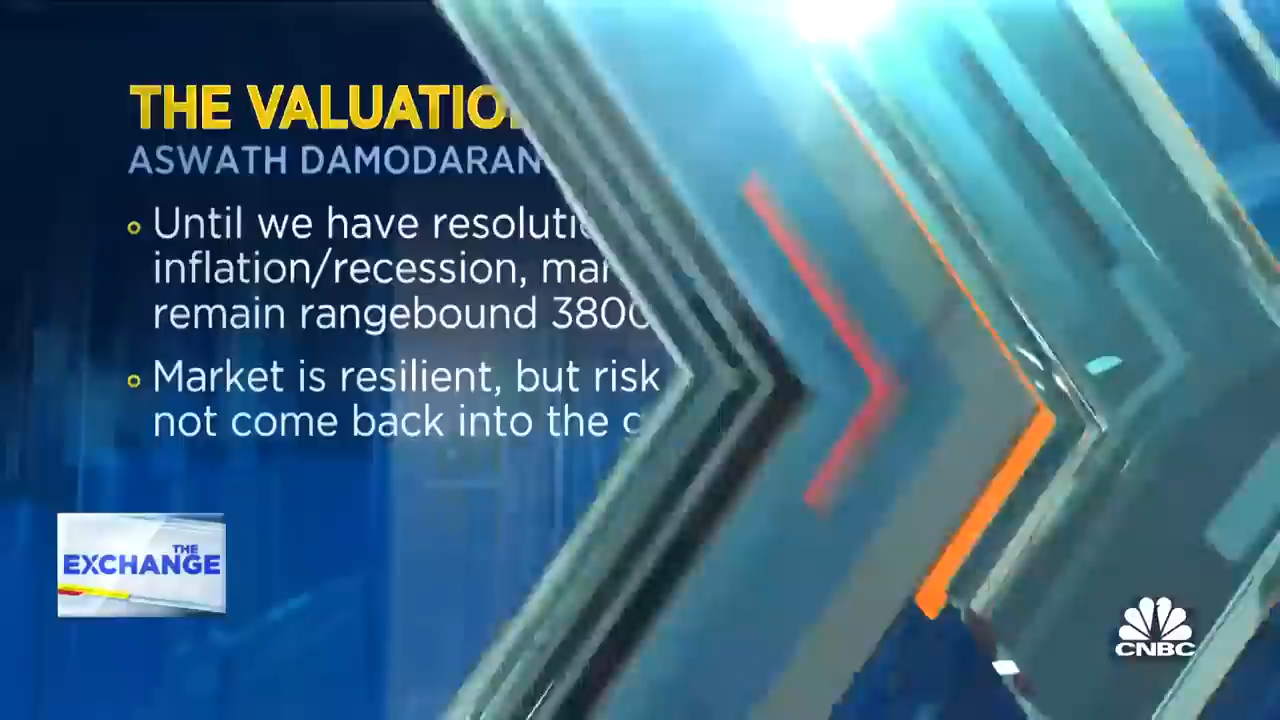 THE VALUATIO
ASWATH DAMODARAN
Until we have resoluti
inflation/recession, mar
remain rangebound 3800
Market is resilient, but risk
not come back into the
THE
EXCHANGE
CNBC